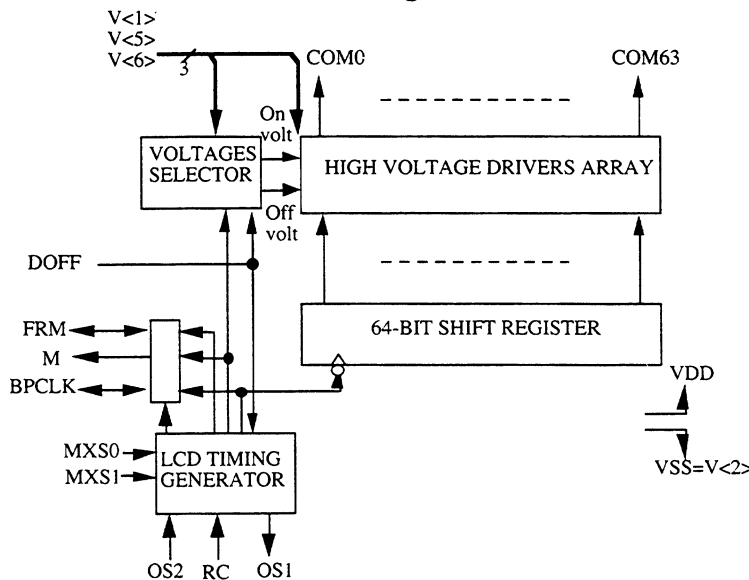 V<1>
V<5>
V<6>
3
COM0
COM63
On
volt
VOLTAGES
SELECTOR
HIGH VOLTAGE DRIVERS ARRAY
Off
volt
DOFF
FRM
M
BPCLK
64-BIT SHIFT REGISTER
VDD
VSS=V<2>
MXS0
MXS1
LCD TIMING
GENERATOR
OS2
RC
OS1